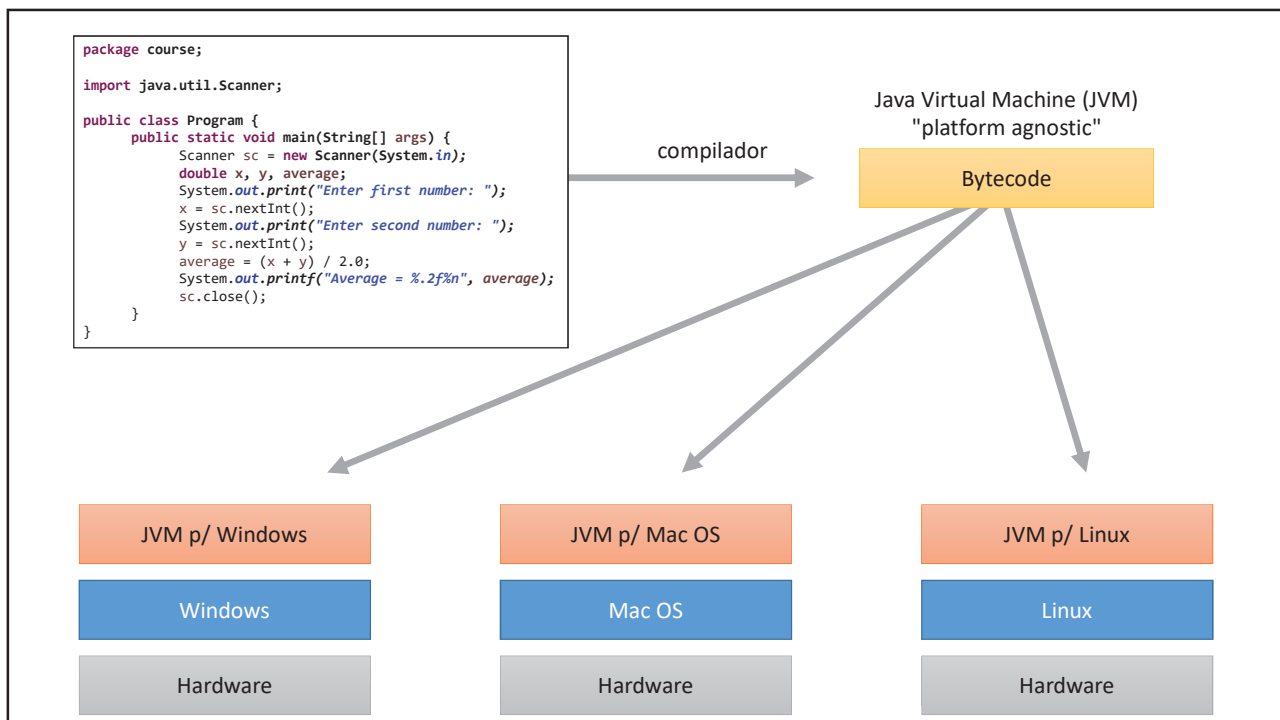 package course;
import java.util.Scanner;
public class Program {
public static void main(String[] args) {
Scanner sc = new Scanner(System.in);
double x, y, average;
System.out.print("Enter first number: ");
x = sc.nextInt();
System.out.print("Enter second number: ");
y = sc.nextInt();
average = (x + y) / 2.0;
System.out.printf("Average = %.2f%n", average);
sc.close();
}
}
compilador
Java Virtual Machine (JVM)
"platform agnostic"
Bytecode
JVM p/ Windows
JVM p/ Mac OS
JVM p/ Linux
Windows
Mac OS
Linux
Hardware
Hardware
Hardware